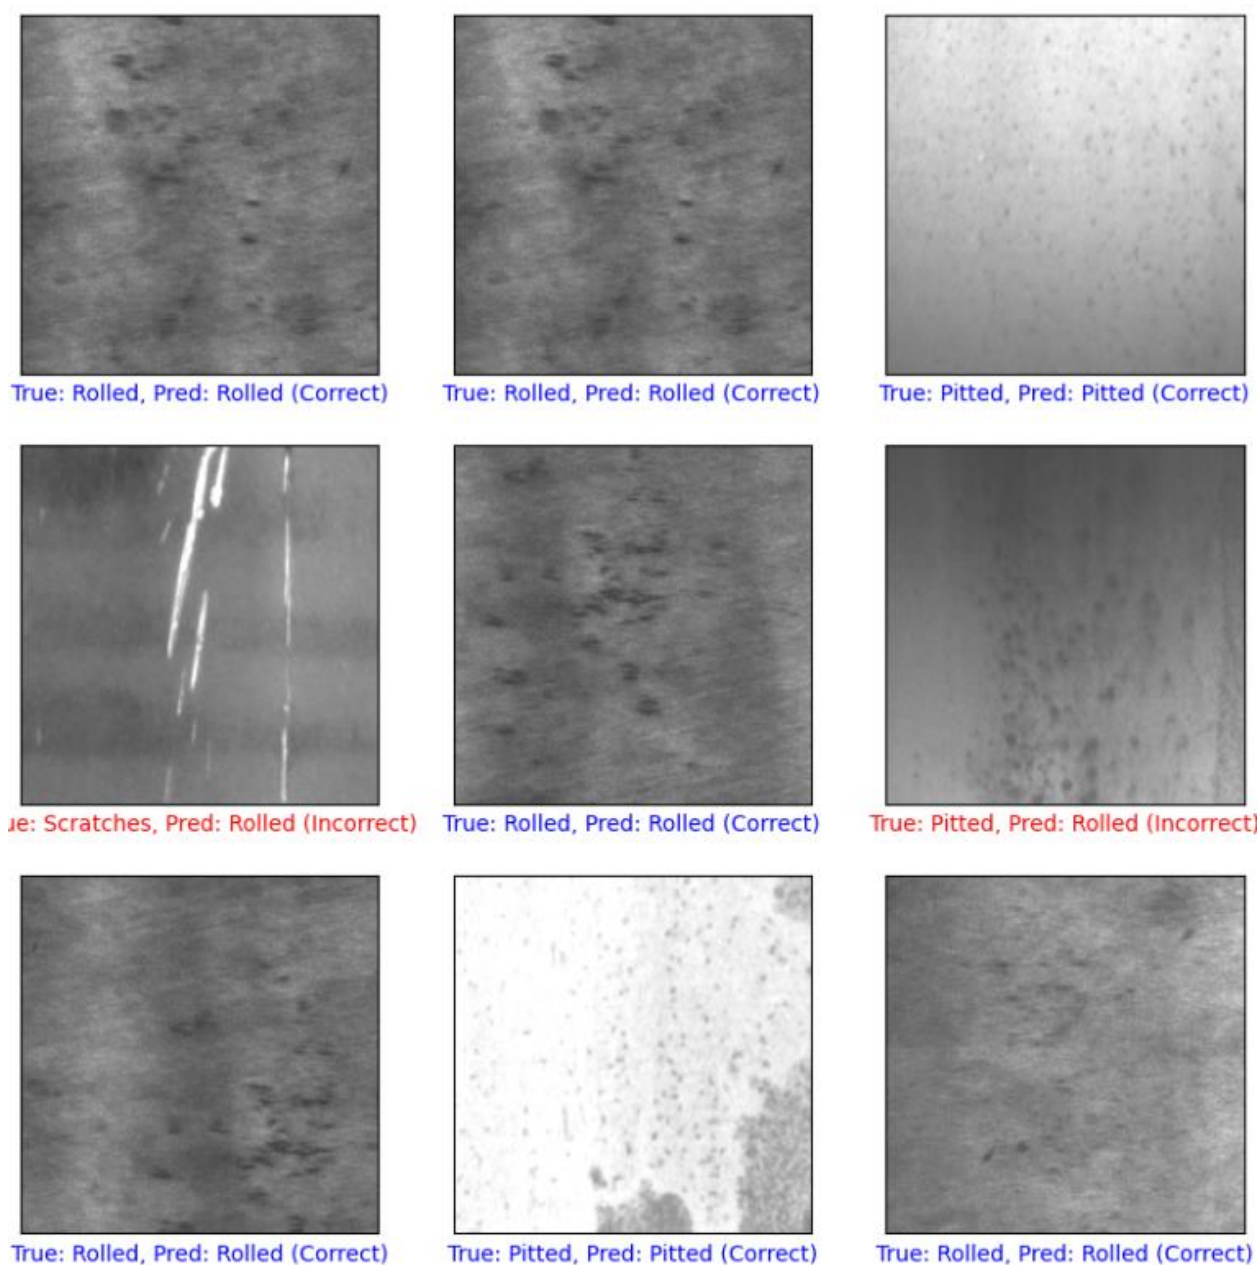 True: Rolled, Pred: Rolled (Correct)
True: Rolled, Pred: Rolled (Correct)
True: Pitted, Pred: Pitted (Correct)
ue: Scratches, Pred: Rolled (Incorrect)
True: Rolled, Pred: Rolled (Correct)
True: Pitted, Pred: Rolled (Incorrect)
True: Rolled, Pred: Rolled (Correct)
True: Pitted, Pred: Pitted (Correct)
True: Rolled, Pred: Rolled (Correct)